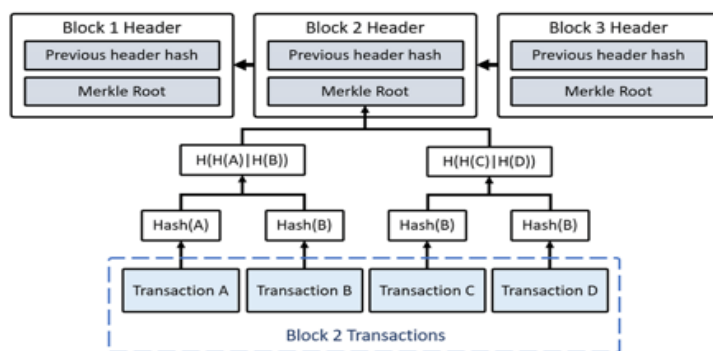 Block 1 Header
Block 2 Header
Block 3 Header
Previous header hash
Previous header hash
Previous header hash
Merkle Root
Merkle Root
Merkle Root
H(H(A)|H(B))
H(H(C)|H(D))
Hash(A)
Hash(B)
Hash(B)
Hash(B)
Transaction A
Transaction B
Transaction C
Transaction D
Block 2 Transactions